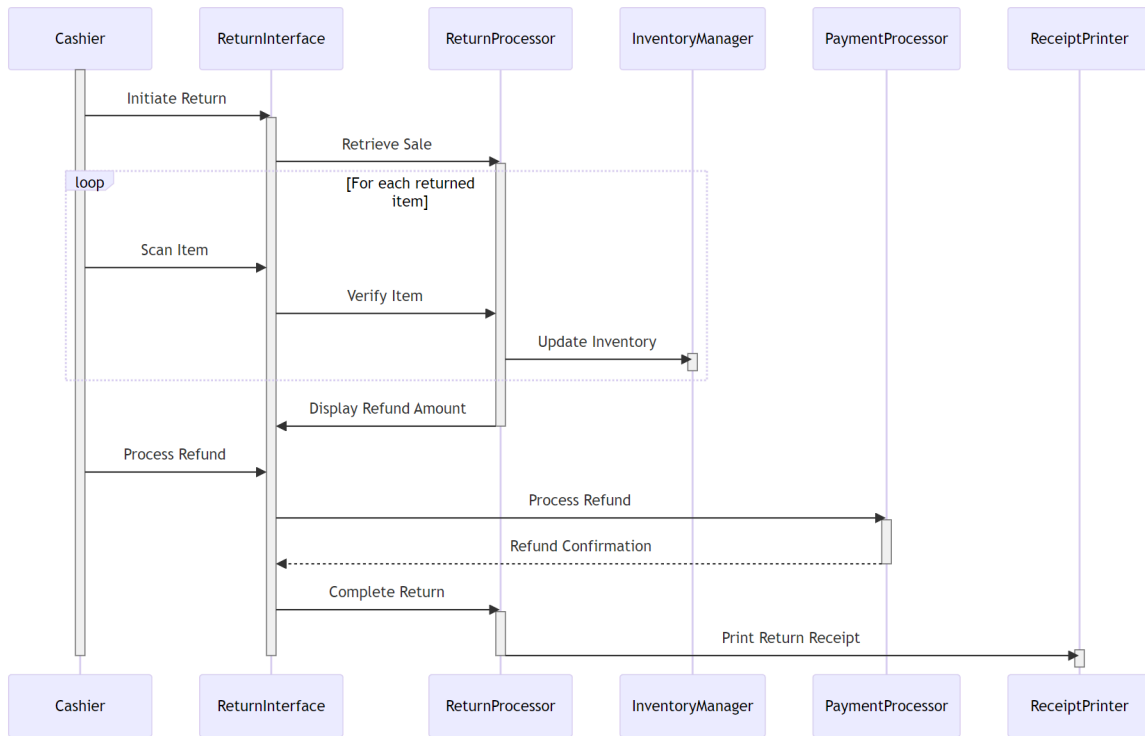 Cashier
ReturnInterface
ReturnProcessor
InventoryManager
PaymentProcessor
ReceiptPrinter
Initiate Return
Retrieve Sale
loop
[For each returned
item]
Scan Item
Verify Item
Update Inventory
Display Refund Amount
Process Refund
Process Refund
Refund Confirmation
Complete Return
Print Return Receipt
Cashier
ReturnInterface
ReturnProcessor
InventoryManager
PaymentProcessor
ReceiptPrinter